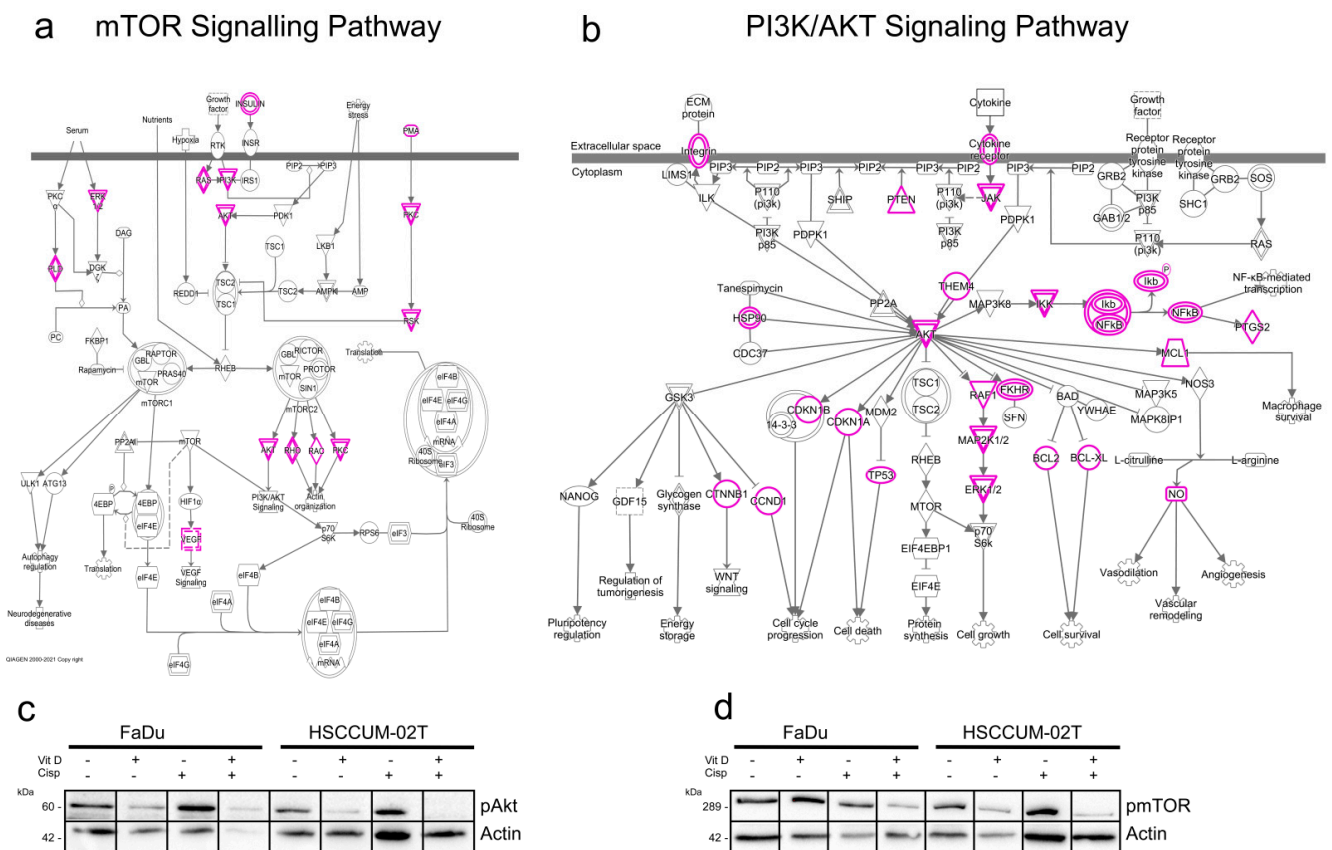 a mTOR Signalling Pathway
Growth factor
INSULIN
Energy stress
Nutrients
Serum
Hypoxia
RTK
INSR
PMA
PIP2
PIP3
RAS
PI3K
IRS1
PKC
ERK 1/2
AKT
PDK1
PKC
DAG
TSC1
LKB1
PLD
DGK
TSC2
TSC1
REDD1
TSC2
AMPK
AMP
PA
RSK
PC
FKBP1
Rapamycin
RAPTOR
GBL
PRAS40
mTOR
mTORC1
RHEB
RICTOR
GBL
PROTOR
mTOR
SIN1
mTORC2
Translation
eIF4B
eIF4E
eIF4G
eIF4A
mRNA
40S Ribosome
eIF3
PP2A
mTOR
AKT
RHO
RAC
PKC
ULK1
ATG13
4EBP
P
4EBP
eIF4E
HIF1α
PI3K/AKT Signaling
Actin organization
VEGF
p70 S6K
RPS6
eIF3
40S Ribosome
Autophagy regulation
Translation
eIF4E
VEGF Signaling
eIF4B
Neurodegenerative diseases
eIF4A
eIF4B
eIF4E
eIF4G
eIF4A
mRNA
eIF4G
QIAGEN 2000-2021 Copy right
b PI3K/AKT Signaling Pathway
ECM protein
Cytokine
Growth factor
Extracellular space
Integrin
Cytokine receptor
Receptor protein tyrosine kinase
Receptor protein tyrosine kinase
Cytoplasm
LIMS1
PIP3
PIP2
PIP3
PIP2
PIP3
PIP2
PIP3
PIP2
GRB2
GRB2
SOS
ILK
P110 (pi3k)
SHIP
PTEN
P110 (pi3k)
JAK
PI3K p85
SHC1
PI3K p85
PDPK1
PI3K p85
PDPK1
GAB1/2
P110 (pi3k)
RAS
Tanespimycin
PP2A
THEM4
MAP3K8
IKK
Ikb
NFkB
Ikb
P
NFkB
NF-κB-mediated transcription
PTGS2
HSP90
AKT
CDC37
MCL1
GSK3
14-3-3
CDKN1B
CDKN1A
MDM2
TSC1
TSC2
RAF1
FKHR
SFN
BAD
YWHAE
MAP3K5
MAPK8IP1
NOS3
Macrophage survival
MAP2K1/2
BCL2
BCL-XL
L-citrulline
L-arginine
NANOG
GDF15
Glycogen synthase
CTNNB1
CCND1
TP53
RHEB
ERK1/2
NO
MTOR
p70 S6k
EIF4EBP1
Regulation of tumorigenesis
WNT signaling
EIF4E
Vasodilation
Angiogenesis
Vascular remodeling
Pluripotency regulation
Energy storage
Cell cycle progression
Cell death
Protein synthesis
Cell growth
Cell survival
c
FaDu HSCCUM-02T
Vit D - + - + - + - +
Cisp - - + + - - + +
kDa
60 - pAkt
42 - Actin
d
FaDu HSCCUM-02T
Vit D - + - + - + - +
Cisp - - + + - - + +
kDa
289 - pmTOR
42 - Actin